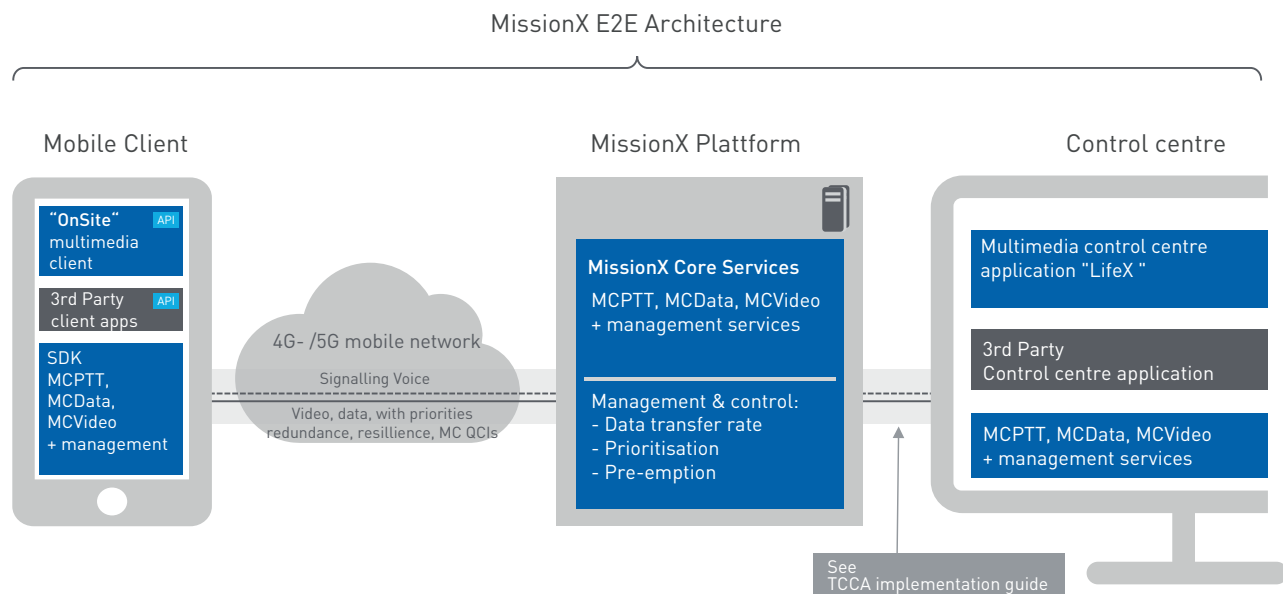 MissionX E2E Architecture
Mobile Client
“OnSite“ API
multimedia
client
3rd Party API
client apps
SDK
MCPTT,
MCData,
MCVideo
+ management
4G- /5G mobile network
Signalling Voice
Video, data, with priorities
redundance, resillience, MC QCIs
MissionX Plattform
MissionX Core Services
MCPTT, MCData, MCVideo
+ management services
Management & control:
- Data transfer rate
- Prioritisation
- Pre-emption
Control centre
Multimedia control centre
application "LifeX "
3rd Party
Control centre application
MCPTT, MCData, MCVideo
+ management services
See
TCCA implementation guide